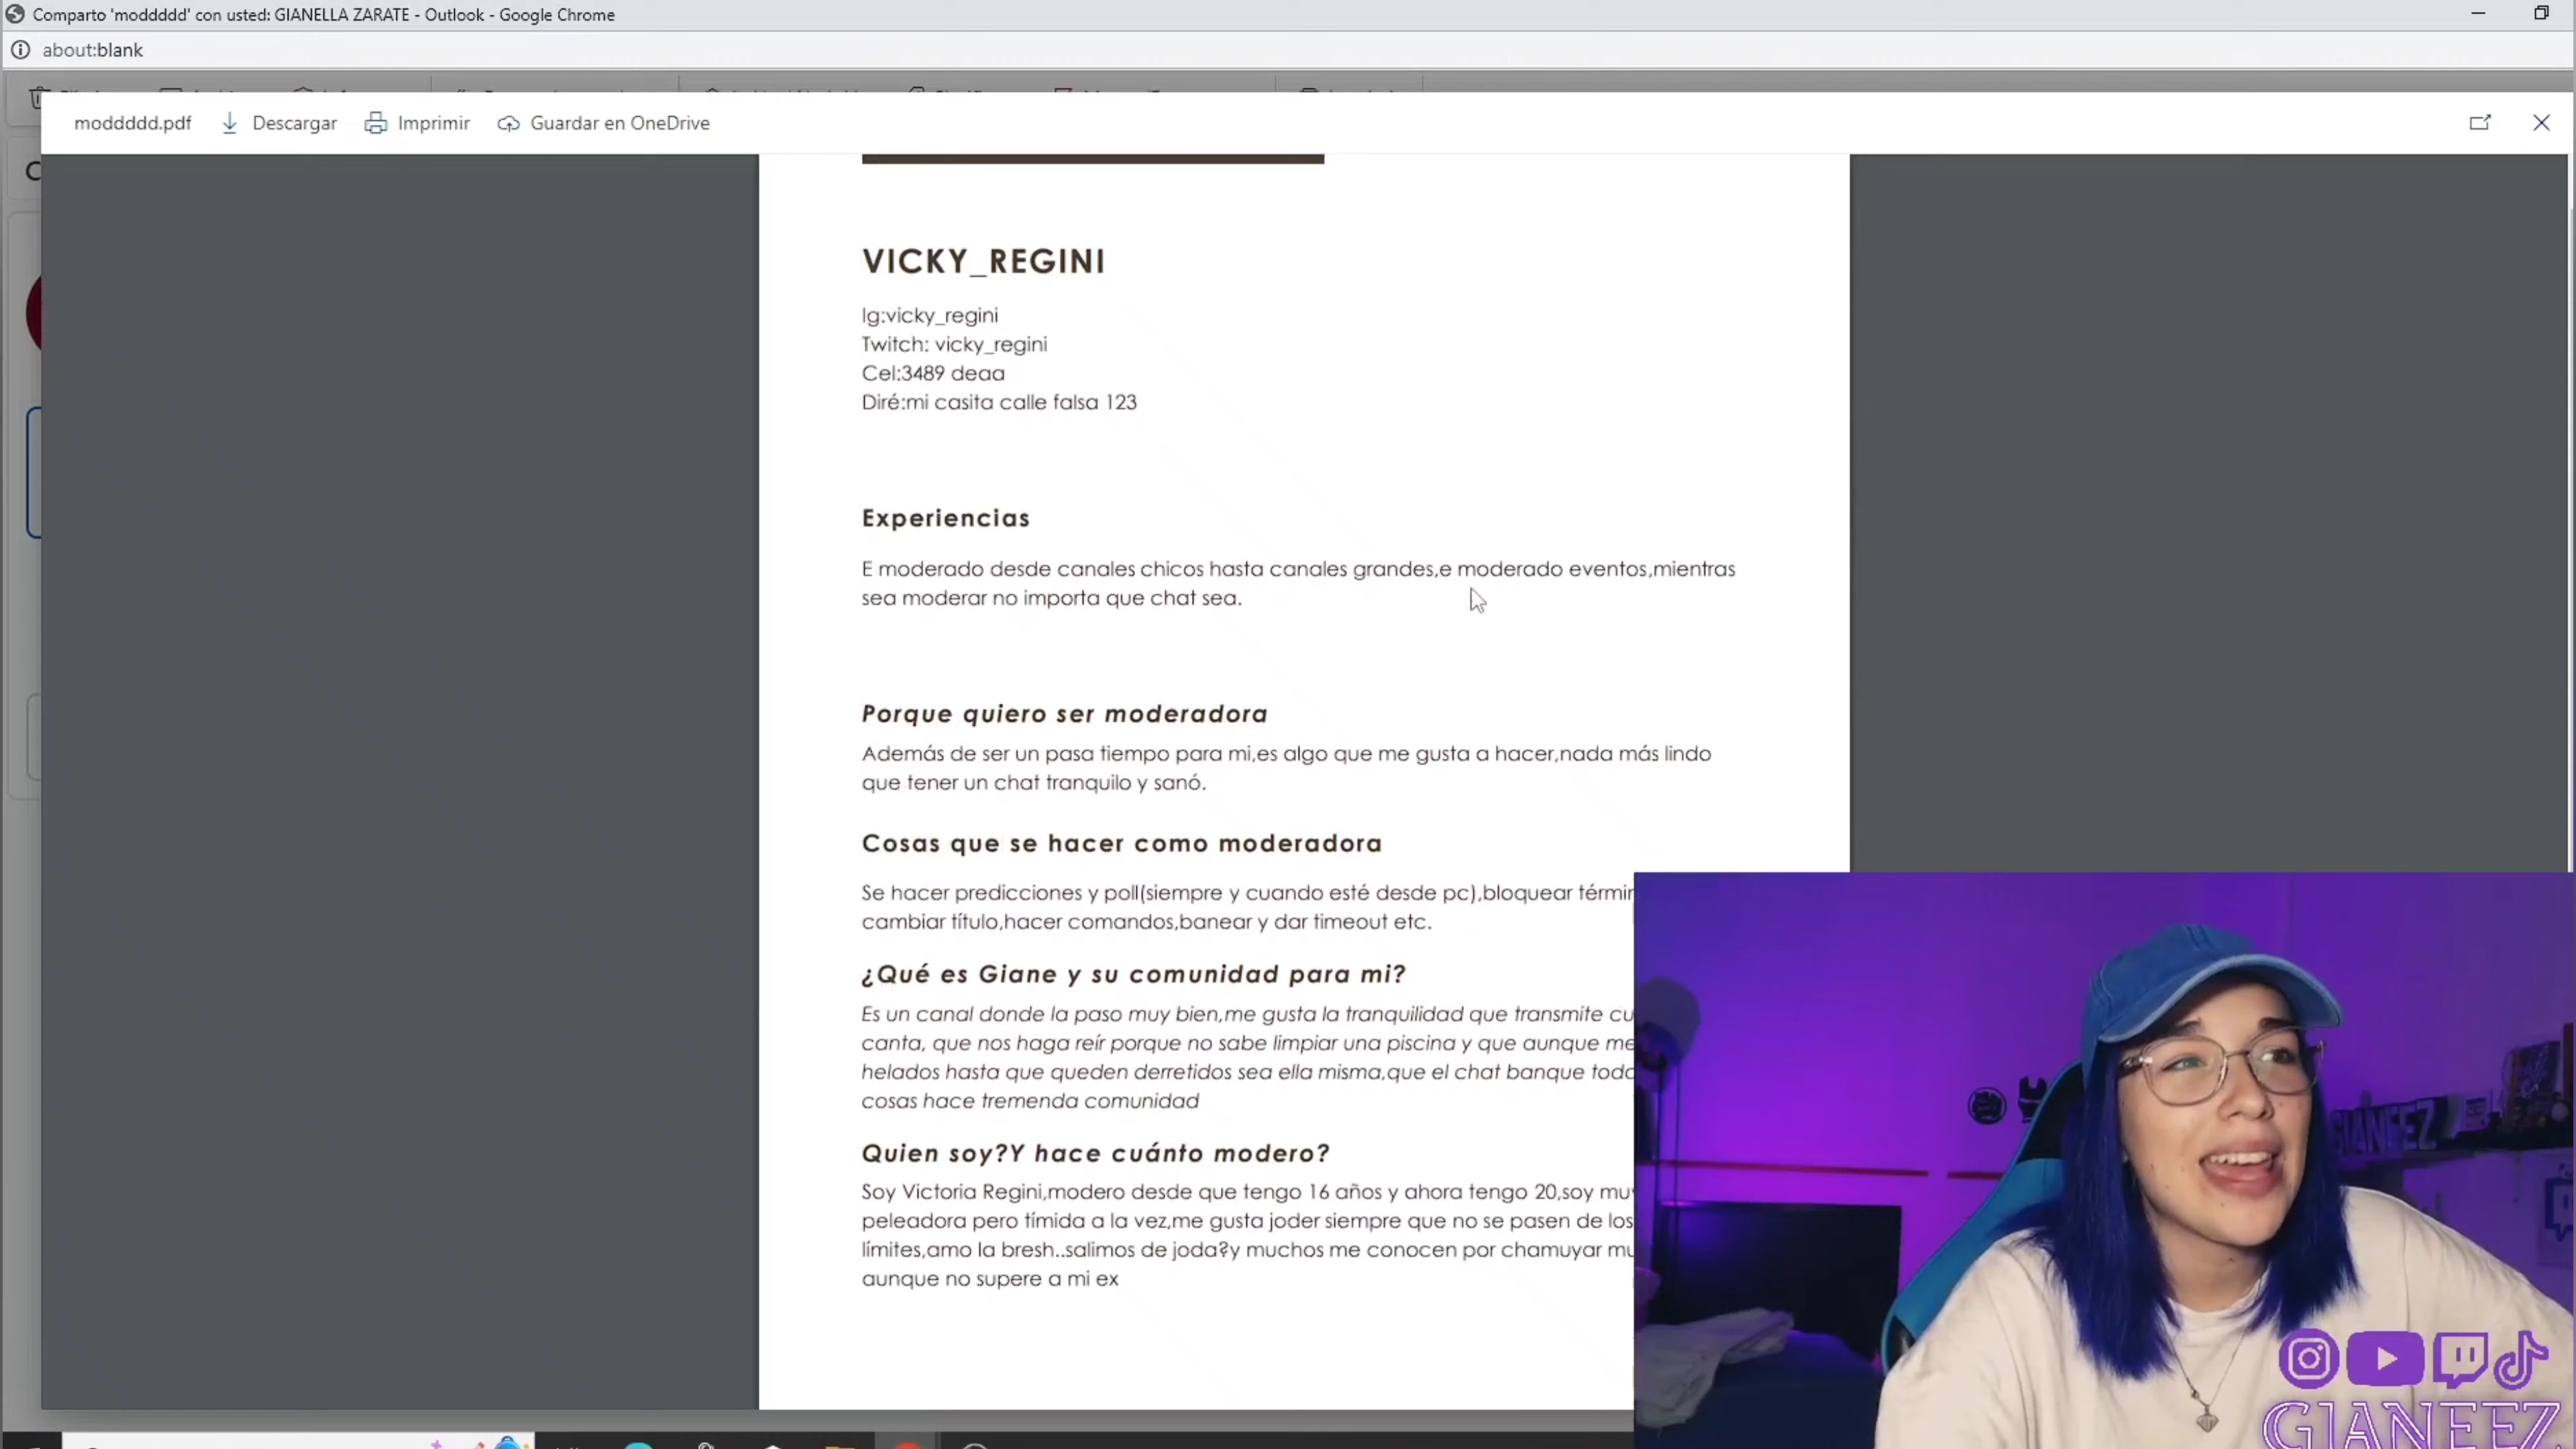 Comparto 'moddddd' con usted: GIANELLA ZARATE - Outlook - Google Chrome
about:blank
moddddd.pdf Descargar Imprimir Guardar en OneDrive
VICKY_REGINI
Ig:vicky_regini
Twitch: vicky_regini
Cel:3489 deaa
Diré:mi casita calle falsa 123
Experiencias
E moderado desde canales chicos hasta canales grandes,e moderado eventos,mientras
sea moderar no importa que chat sea.
Porque quiero ser moderadora
Además de ser un pasa tiempo para mi,es algo que me gusta a hacer,nada más lindo
que tener un chat tranquilo y sanó.
Cosas que se hacer como moderadora
Se hacer predicciones y poll(siempre y cuando esté desde pc),bloquear
cambiar título,hacer comandos,banear y dar timeout etc.
¿Qué es Giane y su comunidad para mi?
Es un canal donde la paso muy bien,me gusta la tranquilidad que transmite
canta, que nos haga reír porque no sabe limpiar una piscina y que aunque
helados hasta que queden derretidos sea ella misma,que el chat banque
cosas hace tremenda comunidad
Quien soy?Y hace cuánto modero?
Soy Victoria Regini,modero desde que tengo 16 años y ahora tengo 20,soy
peleadora pero tímida a la vez,me gusta joder siempre que no se pasen de los
límites,amo la bresh..salimos de joda?y muchos me conocen por chamuyar
aunque no supere a mi ex
GIANEEZ
GIANEEZ